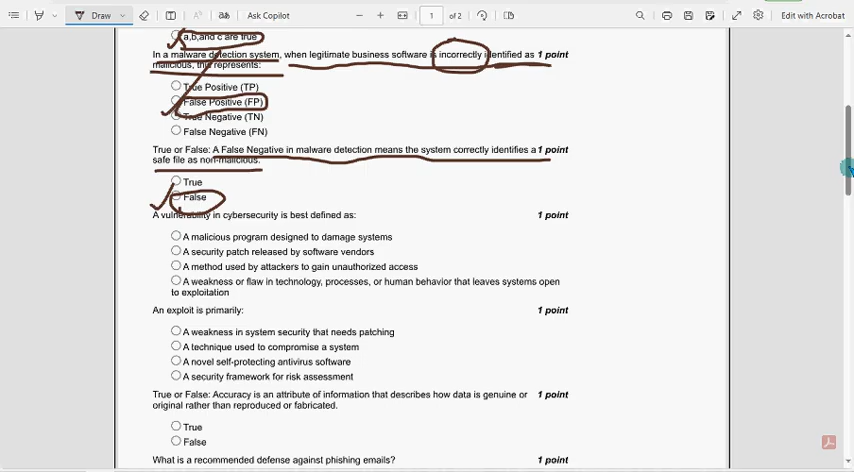 Draw
Ask Copilot
1
of 2
Edit with Acrobat
a,b,and c are true
In a malware detection system, when legitimate business software is incorrectly identified as 1 point
malicious, this represents:
True Positive (TP)
False Positive (FP)
True Negative (TN)
False Negative (FN)
True or False: A False Negative in malware detection means the system correctly identifies a 1 point
safe file as non-malicious.
True
False
A vulnerability in cybersecurity is best defined as: 1 point
A malicious program designed to damage systems
A security patch released by software vendors
A method used by attackers to gain unauthorized access
A weakness or flaw in technology, processes, or human behavior that leaves systems open
to exploitation
An exploit is primarily: 1 point
A weakness in system security that needs patching
A technique used to compromise a system
A novel self-protecting antivirus software
A security framework for risk assessment
True or False: Accuracy is an attribute of information that describes how data is genuine or 1 point
original rather than reproduced or fabricated.
True
False
What is a recommended defense against phishing emails? 1 point